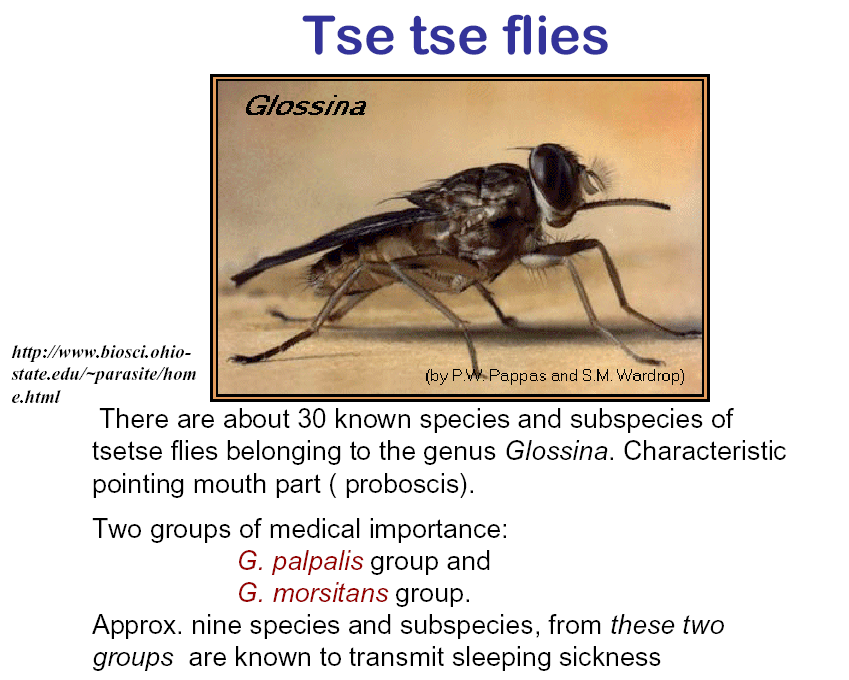 Tse tse flies
Glossina
(by P.W. Pappas and S.M. Wardrop)
http://www.biosci.ohio-
state.edu/~parasite/hom
e.html
There are about 30 known species and subspecies of
tsetse flies belonging to the genus Glossina. Characteristic
pointing mouth part ( proboscis).
Two groups of medical importance:
G. palpalis group and
G. morsitans group.
Approx. nine species and subspecies, from these two
groups are known to transmit sleeping sickness